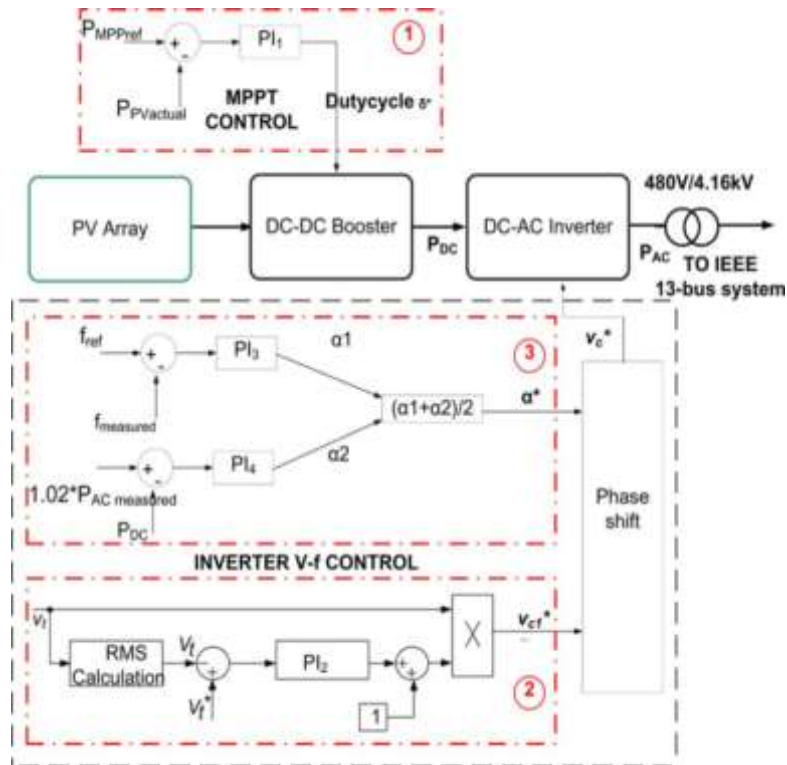 P_MPPref
+
-
PI₁
1
P_PVactual
MPPT
CONTROL
Dutycycle δ*
480V/4.16kV
PV Array
DC-DC Booster
P_DC
DC-AC Inverter
P_AC
TO IEEE
13-bus system
f_ref
+
-
PI₃
α1
3
v_c*
f_measured
(α1+α2)/2
α*
+
-
PI₄
α2
1.02*P_AC measured
P_DC
Phase
shift
INVERTER V-f CONTROL
v_t
X
v_c1*
RMS
Calculation
V_t
-
+
PI₂
+
+
V_t*
1
2